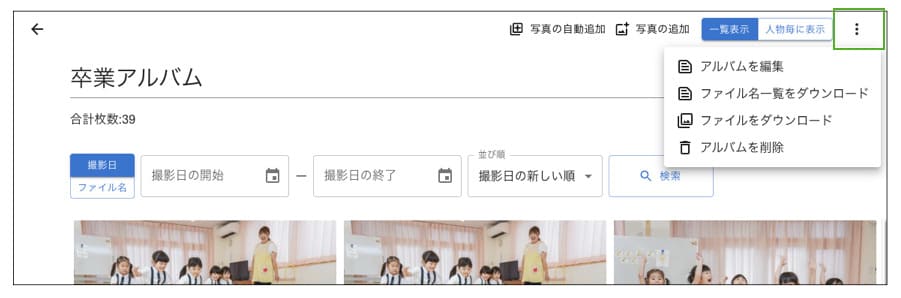 写真の自動追加 写真の追加 一覧表示 人物毎に表示
アルバムを編集
ファイル名一覧をダウンロード
ファイルをダウンロード
アルバムを削除
卒業アルバム
合計枚数:39
撮影日
ファイル名
撮影日の開始
—
撮影日の終了
並び順
撮影日の新しい順
検索